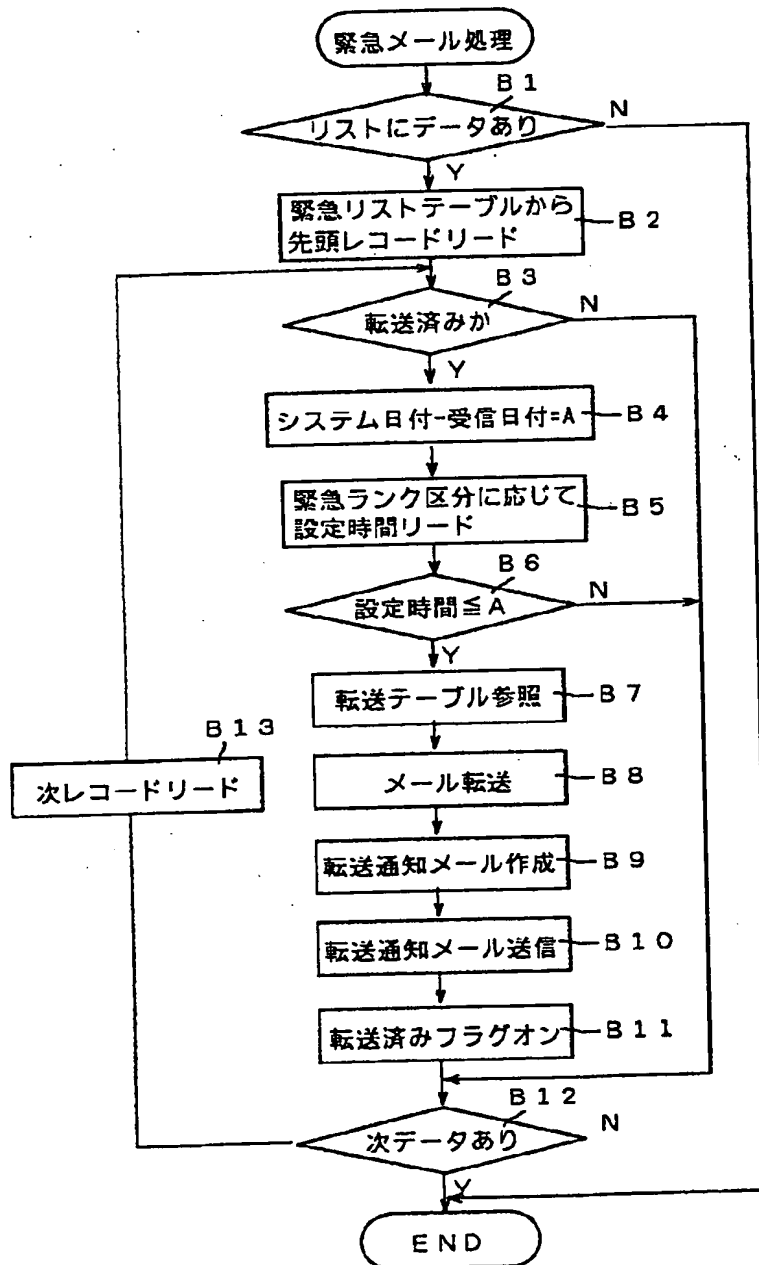 緊急メール処理
B1
リストにデータあり
N
Y
緊急リストテーブルから
先頭レコードリード
B2
B3
転送済みか
N
Y
システム日付-受信日付=A
B4
緊急ランク区分に応じて
設定時間リード
B5
B6
設定時間≦A
N
Y
転送テーブル参照
B7
B13
次レコードリード
メール転送
B8
転送通知メール作成
B9
転送通知メール送信
B10
転送済みフラグオン
B11
B12
次データあり
N
Y
END